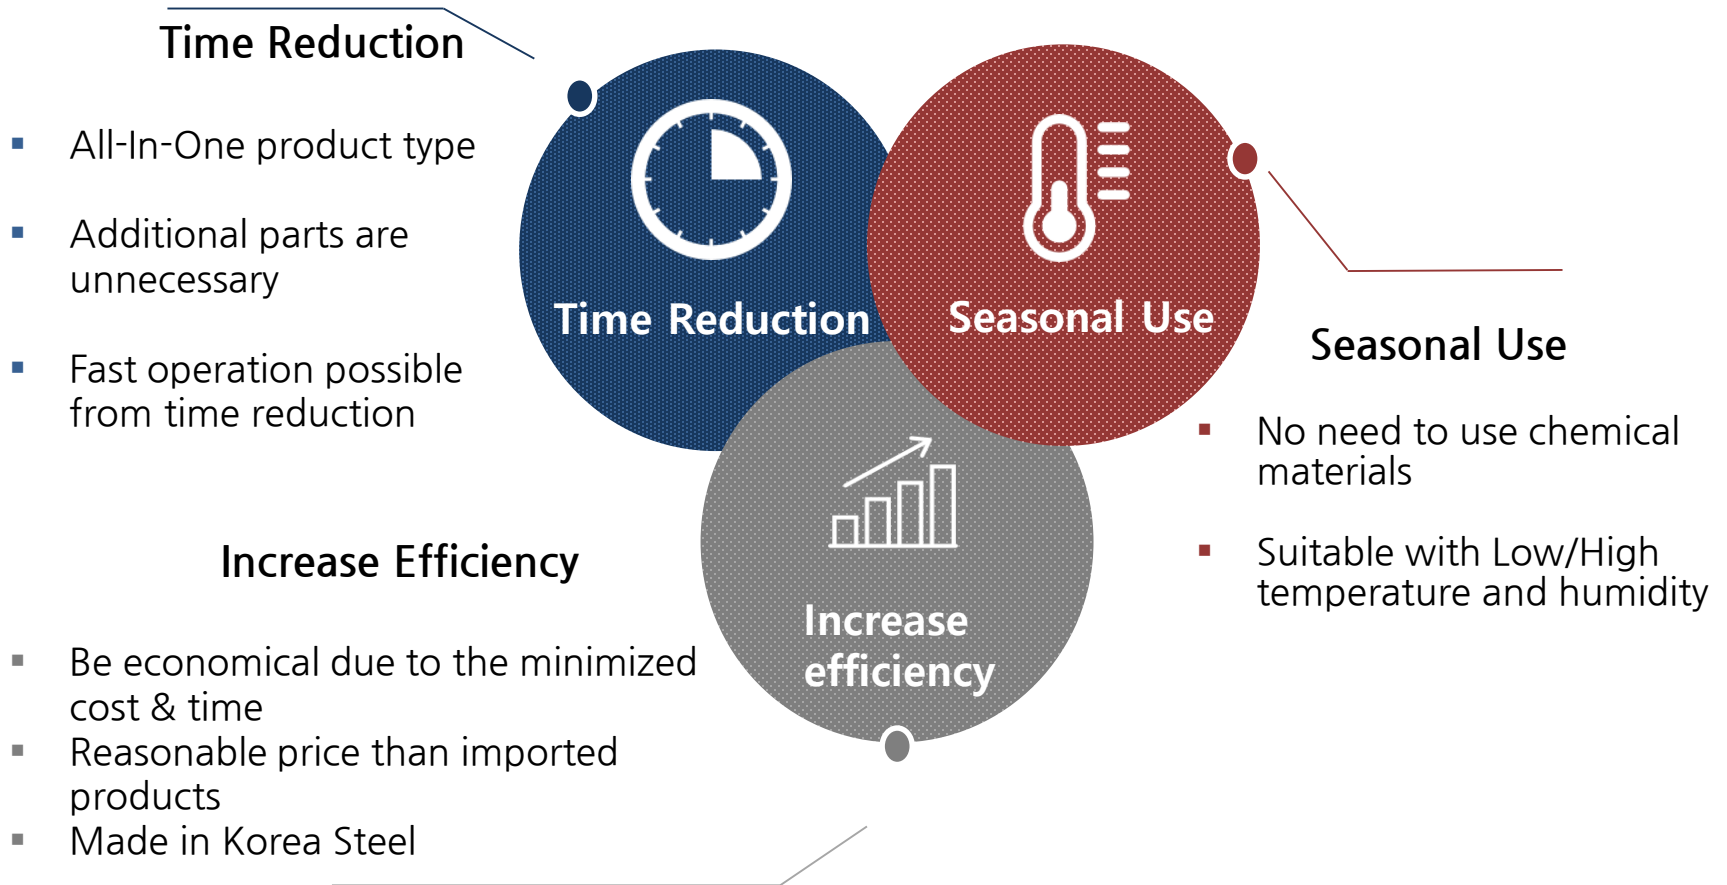 Time Reduction
All-In-One product type
Additional parts are
unnecessary
Fast operation possible
from time reduction
Time Reduction
Seasonal Use
Seasonal Use
No need to use chemical
materials
Suitable with Low/High
temperature and humidity
Increase
efficiency
Increase Efficiency
Be economical due to the minimized
cost & time
Reasonable price than imported
products
Made in Korea Steel